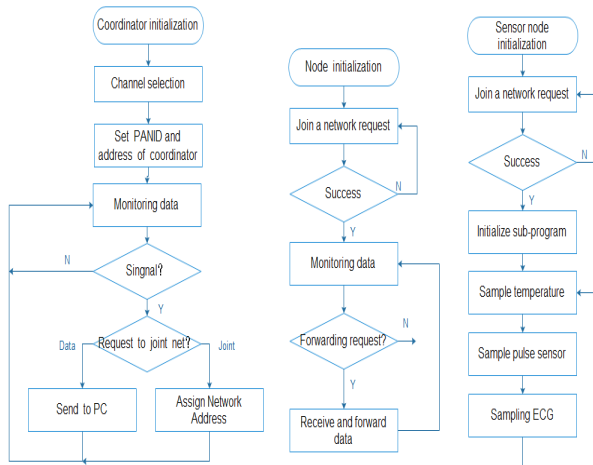 Coordinator initialization
Channel selection
Set PANID and
address of coordinator
Monitoring data
Singnal?
N
Y
Request to joint net?
Data
Joint
Send to PC
Assign Network
Address
Node initialization
Join a network request
Success
N
Y
Monitoring data
Forwarding request?
N
Y
Receive and forward
data
Sensor node
initialization
Join a network request
Success
N
Y
Initialize sub-program
Sample temperature
Sample pulse sensor
Sampling ECG